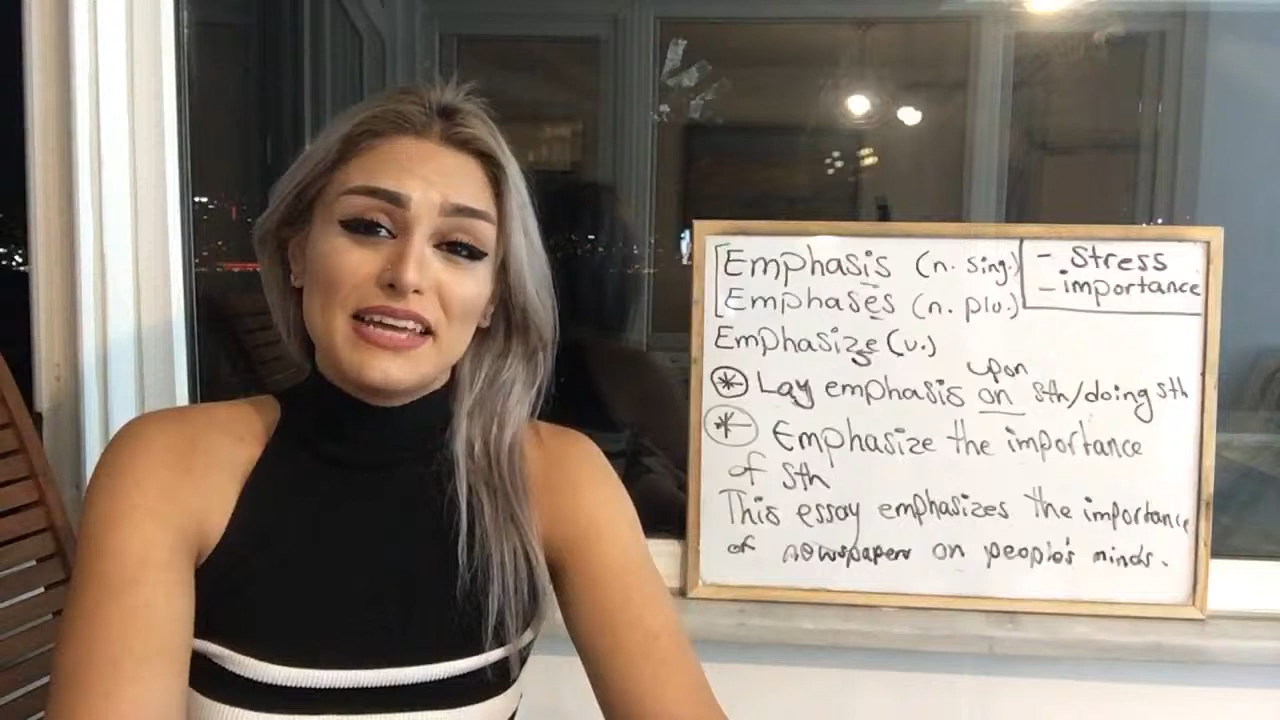 Emphasis (n. sing.)
- Stress
- importance
Emphases (n. plu.)
Emphasize (v.)
upon
Lay emphasis on sth/doing sth
Emphasize the importance
of sth
This essay emphasizes the importance
of newspapers on people's minds.